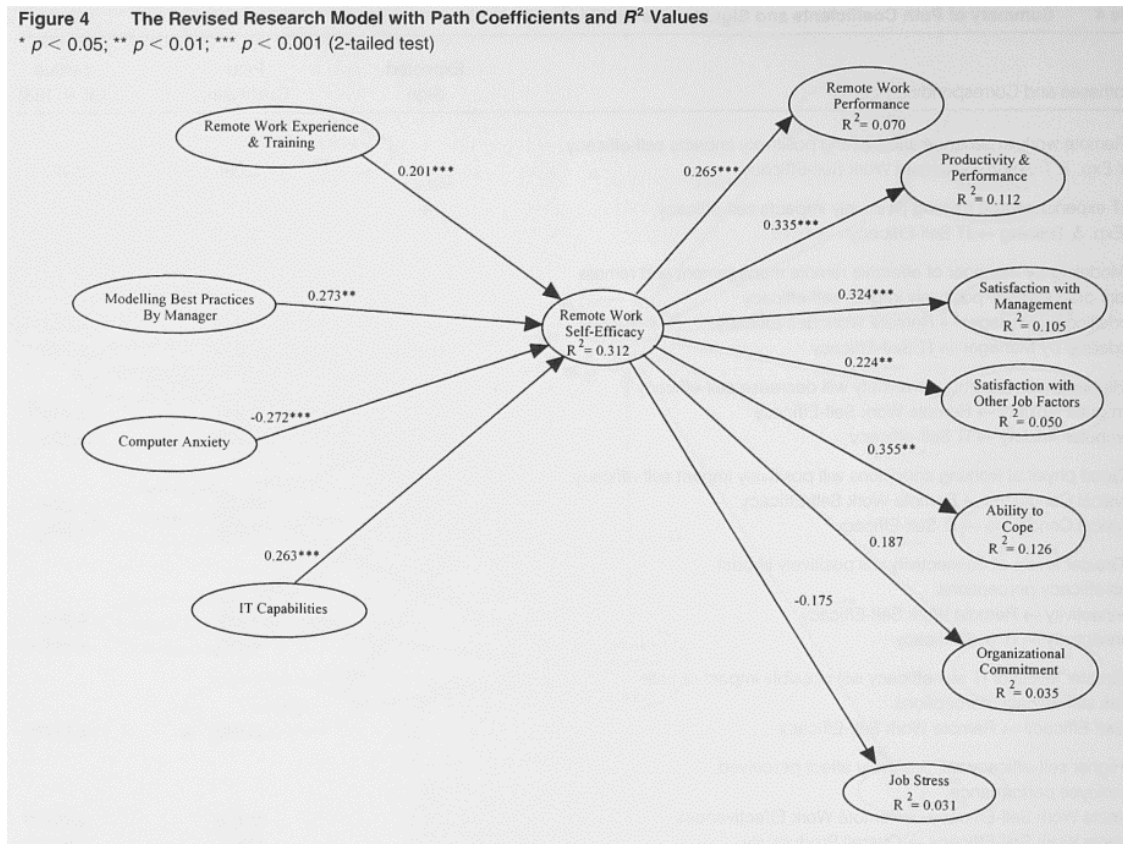 Figure 4 The Revised Research Model with Path Coefficients and R² Values
* p < 0.05; ** p < 0.01; *** p < 0.001 (2-tailed test)
Remote Work Experience
& Training
0.201***
Modelling Best Practices
By Manager
0.273**
Computer Anxiety
-0.272***
IT Capabilities
0.263***
Remote Work
Self-Efficacy
R²= 0.312
0.265***
Remote Work
Performance
R²= 0.070
0.335***
Productivity &
Performance
R²= 0.112
0.324***
Satisfaction with
Management
R²= 0.105
0.224**
Satisfaction with
Other Job Factors
R²= 0.050
0.355**
Ability to
Cope
R²= 0.126
0.187
Organizational
Commitment
R²= 0.035
-0.175
Job Stress
R²= 0.031